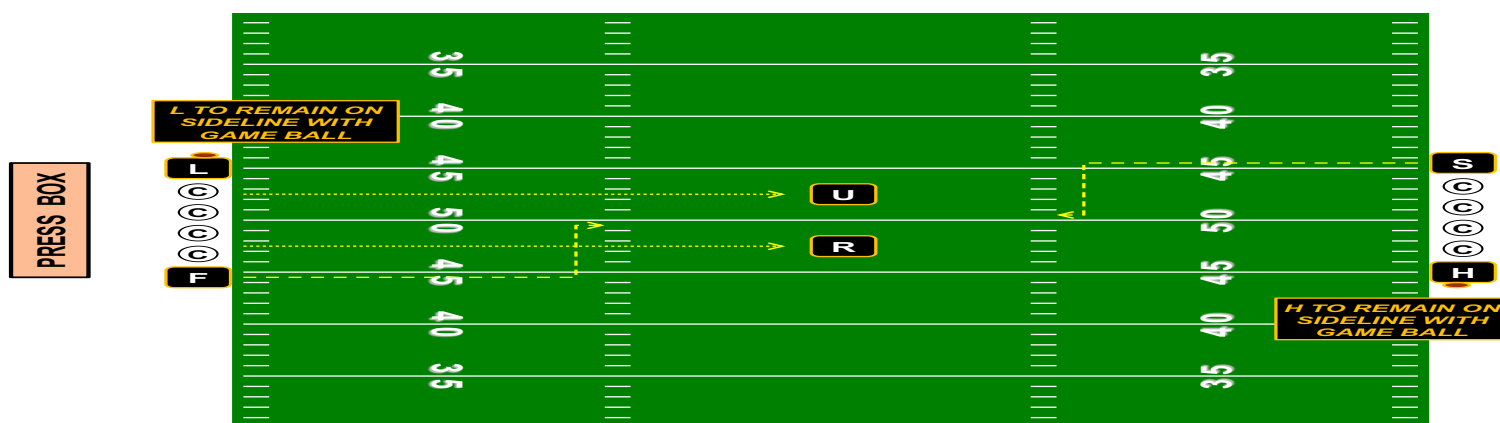 35
35
40
40
L TO REMAIN ON
SIDELINE WITH
GAME BALL
PRESS BOX
L
C
C
C
C
F
45
45
U
50
50
R
45
45
S
C
C
C
C
H
40
40
H TO REMAIN ON
SIDELINE WITH
GAME BALL
35
35